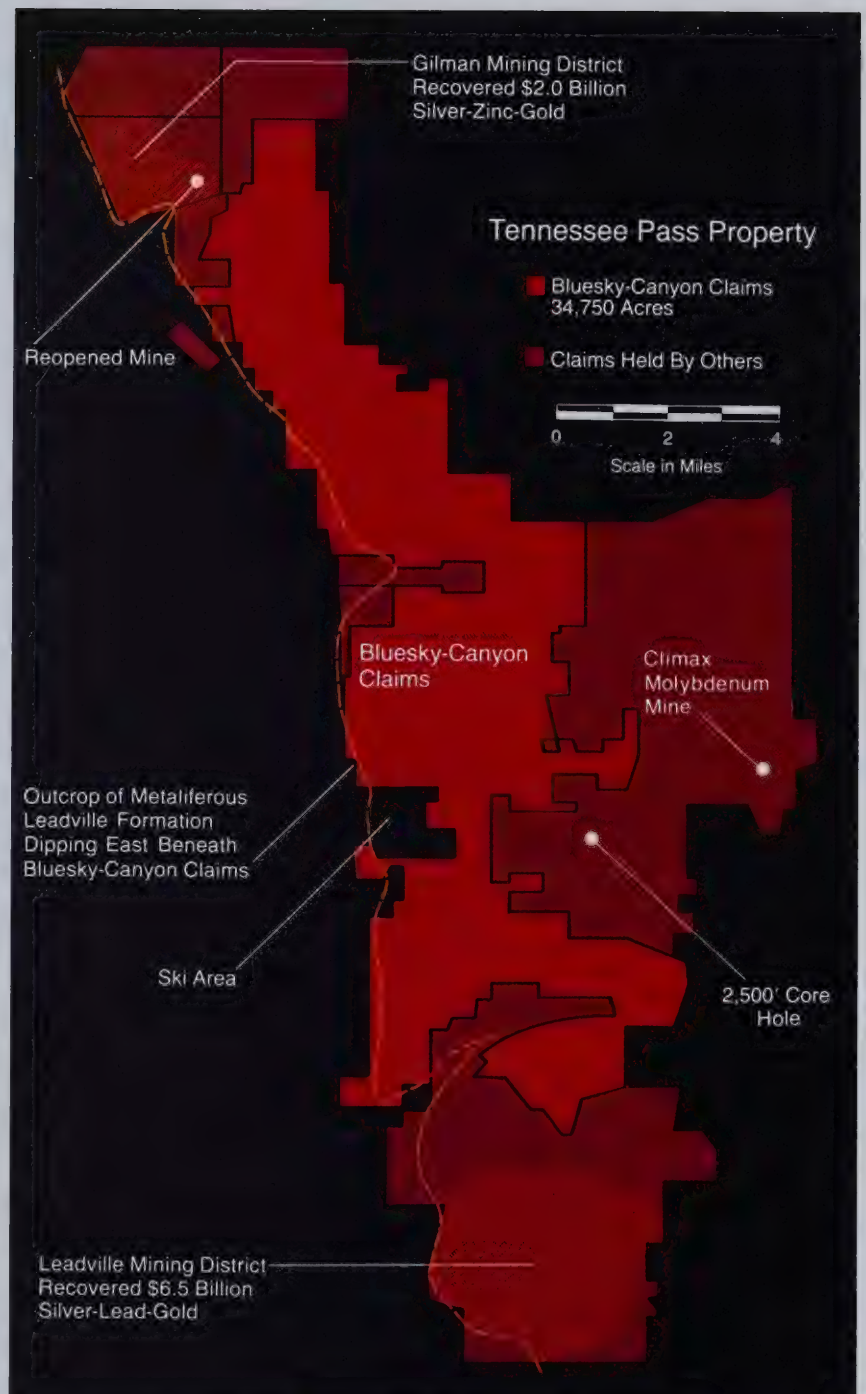 Gilman Mining District
Recovered $2.0 Billion
Silver-Zinc-Gold
Tennessee Pass Property
Bluesky-Canyon Claims
34,750 Acres
Claims Held By Others
0 2 4
Scale in Miles
Reopened Mine
Bluesky-Canyon
Claims
Climax
Molybdenum
Mine
Outcrop of Metaliferous
Leadville Formation
Dipping East Beneath
Bluesky-Canyon Claims
Ski Area
2,500' Core
Hole
Leadville Mining District
Recovered $6.5 Billion
Silver-Lead-Gold